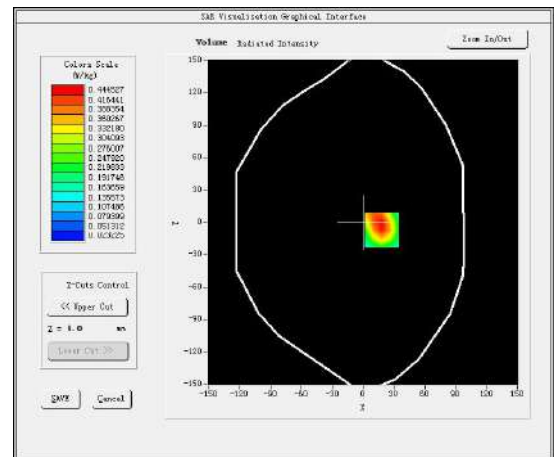 SAR Visualisation Graphical Interface
Volume Radiated Intensity
Zoom In/Out
Colors Scale
(W/kg)
0.444527
0.416441
0.388354
0.360267
0.332180
0.304093
0.276007
0.247920
0.219833
0.191746
0.163659
0.135573
0.107486
0.079399
0.051312
0.023225
150
120
90
60
30
0
-30
-60
-90
-120
-150
Y
-150 -120 -90 -60 -30 0 30 60 90 120 150
X
Z-Cuts Control
<< Upper Cut
Z = 4.0 mm
Lower Cut >>
SAVE Cancel